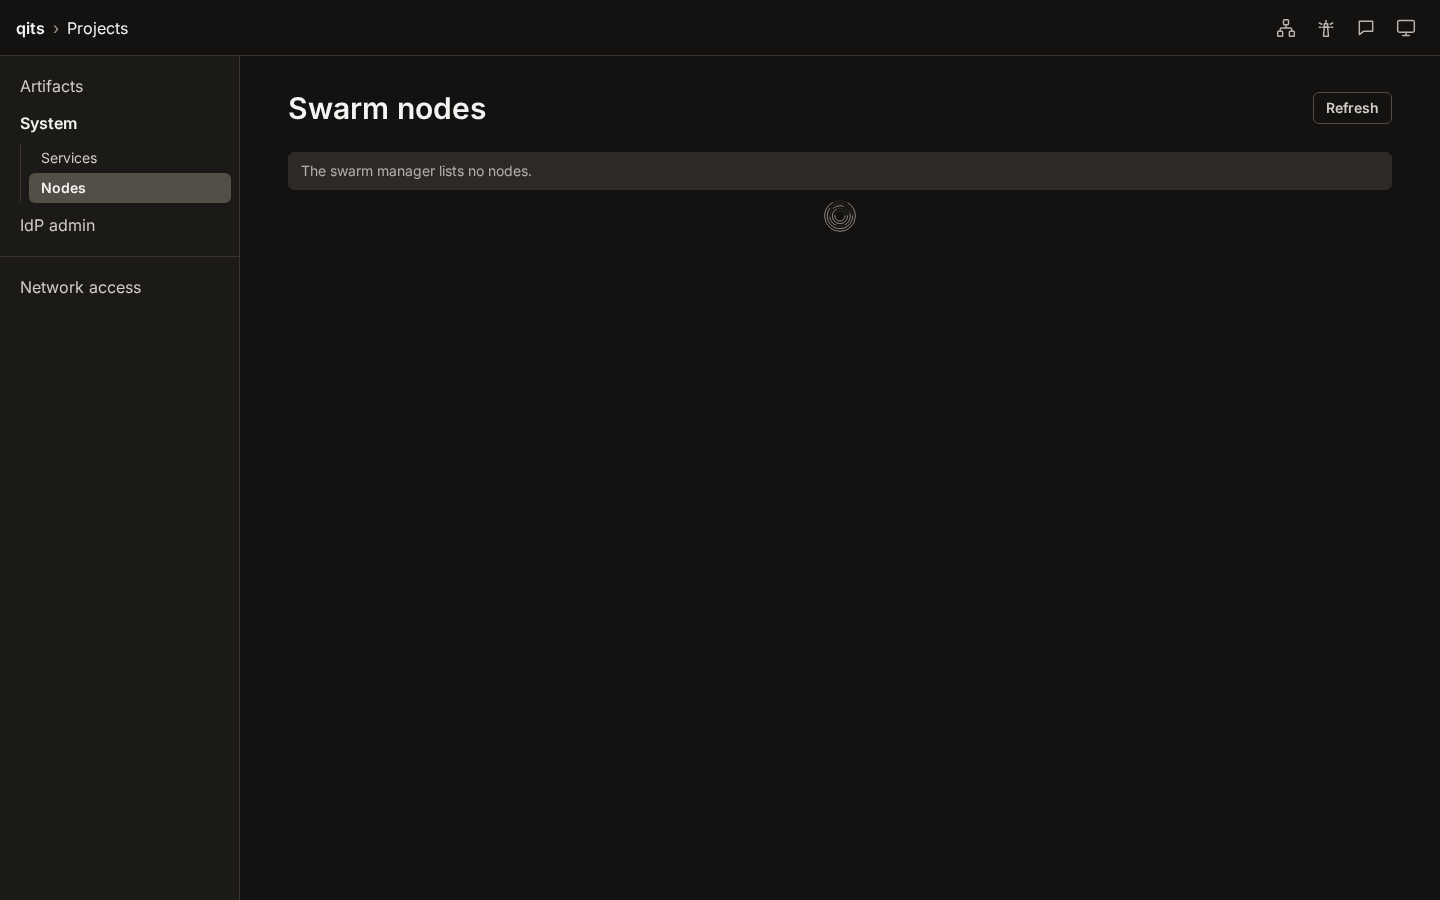 qits › Projects
Artifacts
System
Services
Nodes
IdP admin
Network access
Swarm nodes
Refresh
The swarm manager lists no nodes.